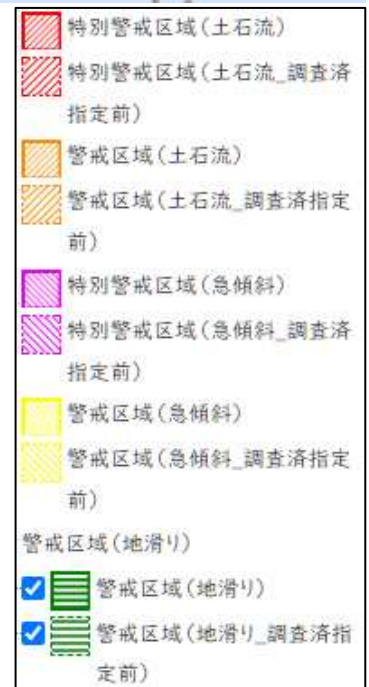 特別警戒区域(土石流)
特別警戒区域(土石流_調査済
指定前)
警戒区域(土石流)
警戒区域(土石流_調査済指定
前)
特別警戒区域(急傾斜)
特別警戒区域(急傾斜_調査済
指定前)
警戒区域(急傾斜)
警戒区域(急傾斜_調査済指定
前)
警戒区域(地滑り)
警戒区域(地滑り)
警戒区域(地滑り_調査済指
定前)